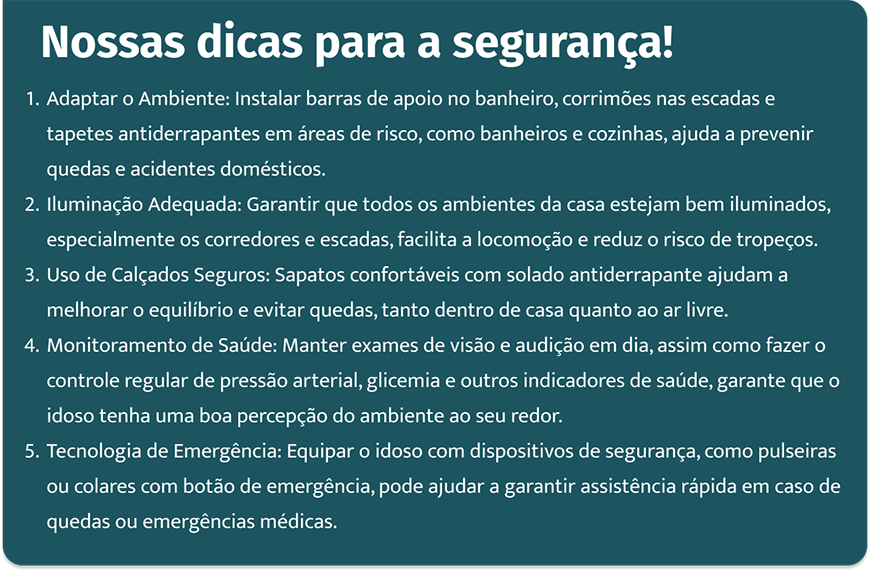 Nossas dicas para a segurança!
1. Adaptar o Ambiente: Instalar barras de apoio no banheiro, corrimões nas escadas e
tapetes antiderrapantes em áreas de risco, como banheiros e cozinhas, ajuda a prevenir
quedas e acidentes domésticos.
2. Iluminação Adequada: Garantir que todos os ambientes da casa estejam bem iluminados,
especialmente os corredores e escadas, facilita a locomoção e reduz o risco de tropeços.
3. Uso de Calçados Seguros: Sapatos confortáveis com solado antiderrapante ajudam a
melhorar o equilíbrio e evitar quedas, tanto dentro de casa quanto ao ar livre.
4. Monitoramento de Saúde: Manter exames de visão e audição em dia, assim como fazer o
controle regular de pressão arterial, glicemia e outros indicadores de saúde, garante que o
idoso tenha uma boa percepção do ambiente ao seu redor.
5. Tecnologia de Emergência: Equipar o idoso com dispositivos de segurança, como pulseiras
ou colares com botão de emergência, pode ajudar a garantir assistência rápida em caso de
quedas ou emergências médicas.